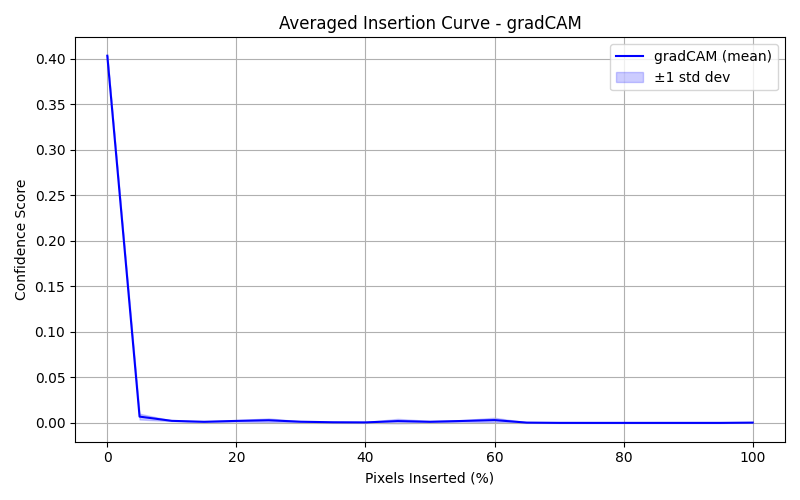 Averaged Insertion Curve - gradCAM
gradCAM (mean)
±1 std dev
Confidence Score
0.40
0.35
0.30
0.25
0.20
0.15
0.10
0.05
0.00
0 20 40 60 80 100
Pixels Inserted (%)